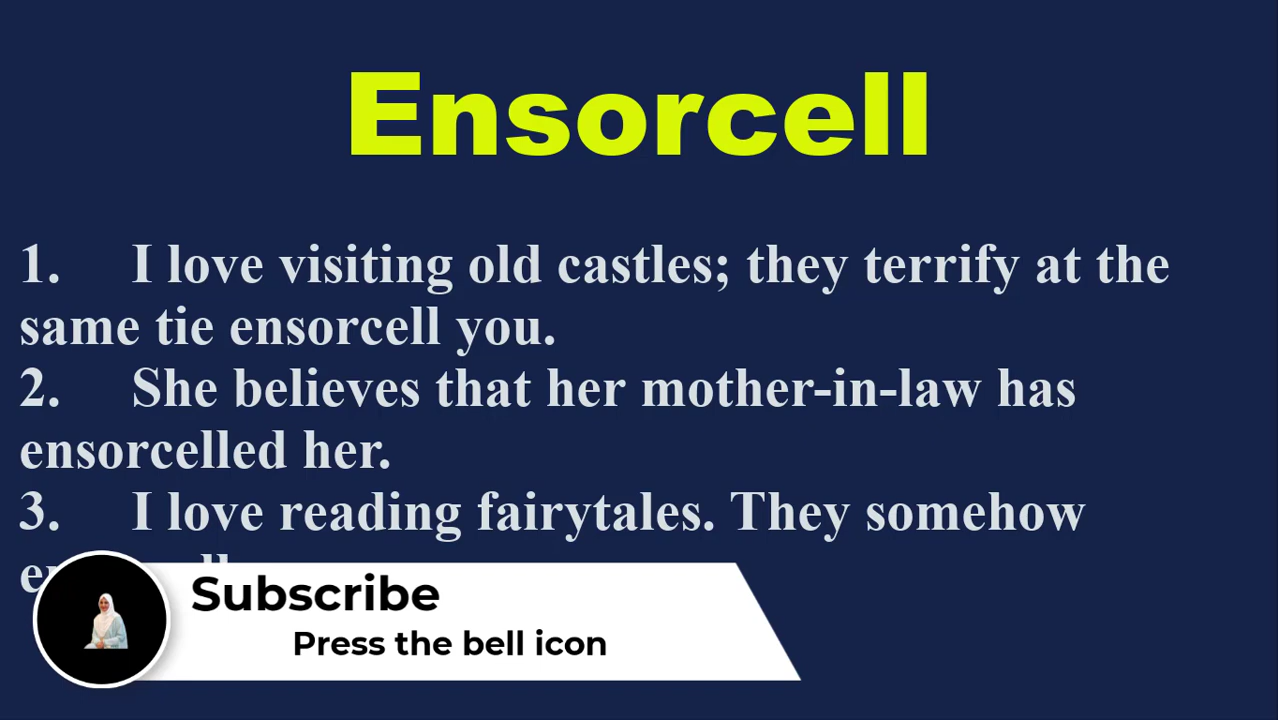 Ensorcell
1. I love visiting old castles; they terrify at the
same tie ensorcell you.
2. She believes that her mother-in-law has
ensorcelled her.
3. I love reading fairytales. They somehow
Subscribe
Press the bell icon